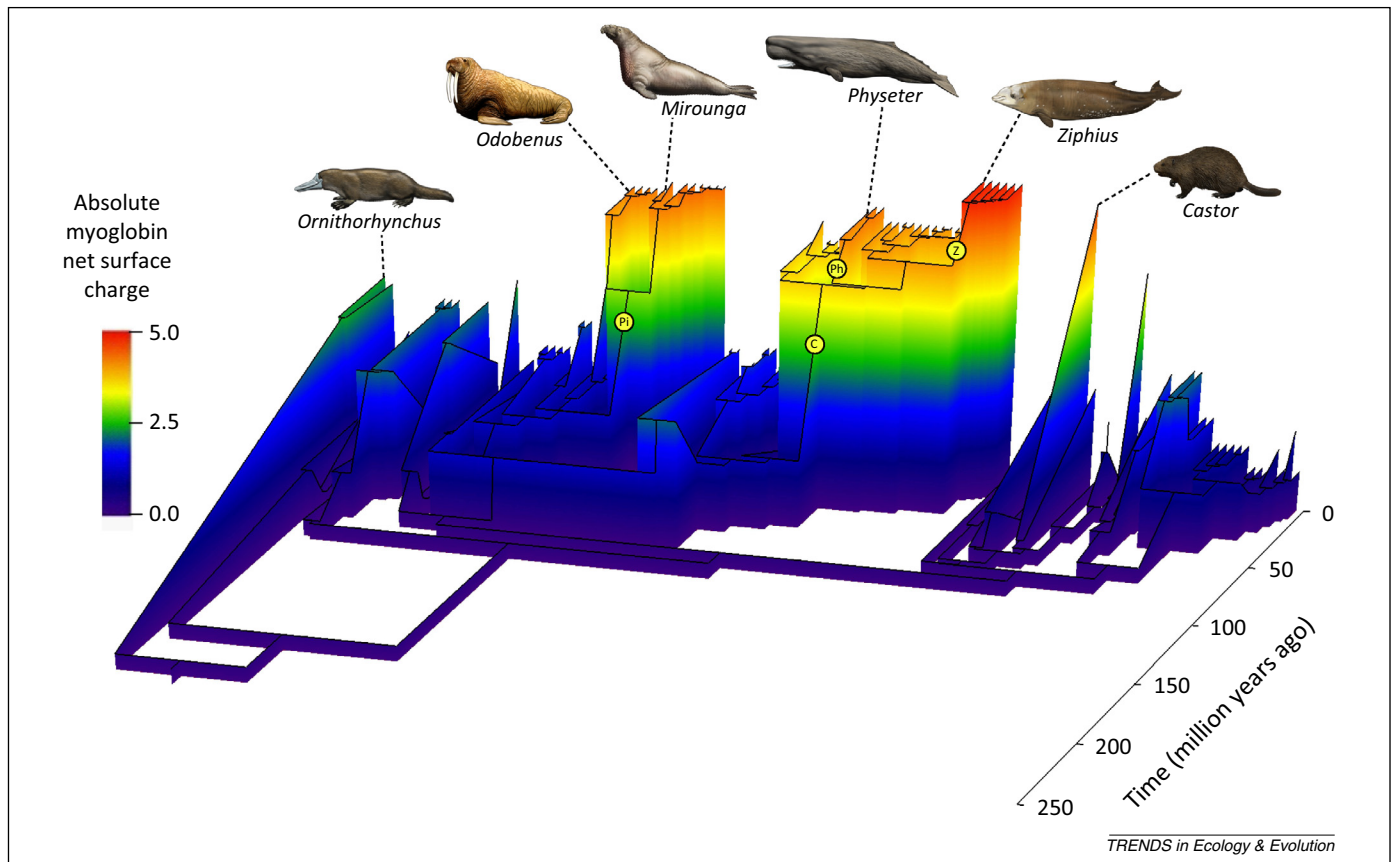 Odobenus
Mirounga
Physeter
Ziphius
Castor
Ornithorhynchus
Absolute
myoglobin
net surface
charge
5.0
2.5
0.0
Pi
Ph
Z
C
0
50
100
150
200
250
Time (million years ago)
TRENDS in Ecology & Evolution